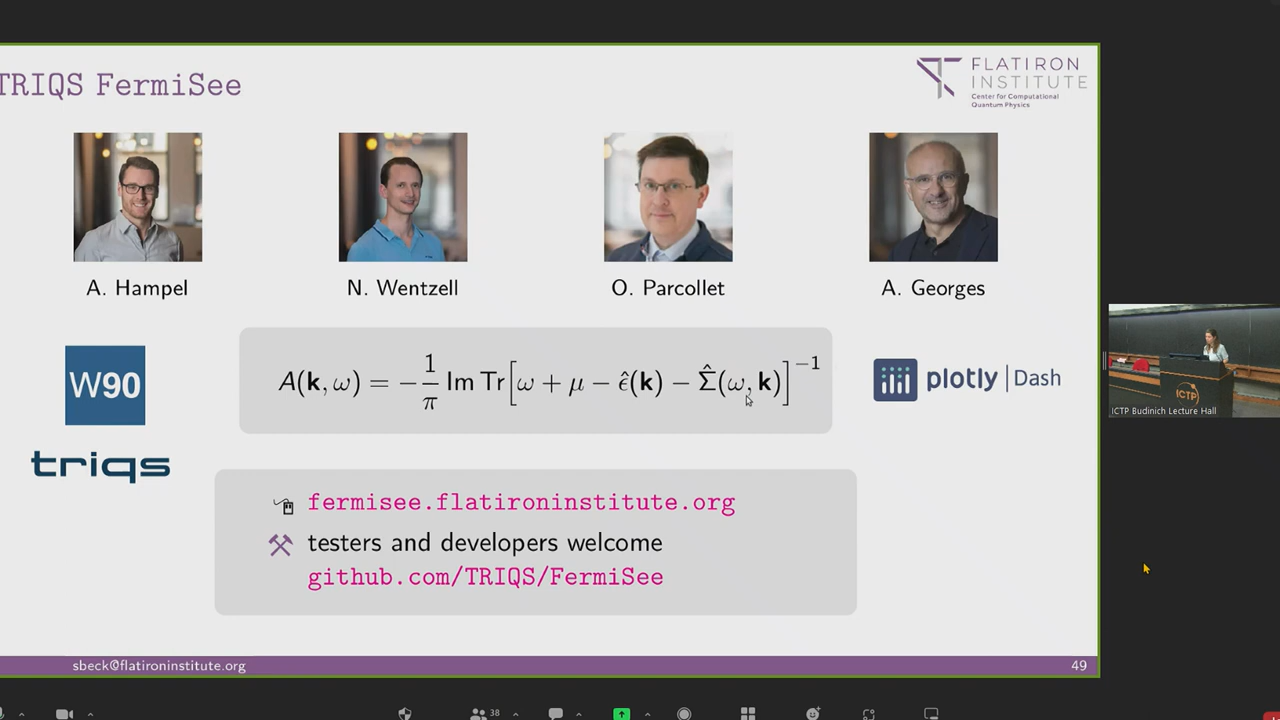 TRIQS FermiSee
FLATIRON
INSTITUTE
Center for Computational
Quantum Physics
A. Hampel
N. Wentzell
O. Parcollet
A. Georges
W90
triqs
A(k, ω) = −1/π Im Tr[ω + μ − ε̂(k) − Σ̂(ω, k)]⁻¹
plotly | Dash
ICTP
ICTP Budinich Lecture Hall
fermisee.flatironinstitute.org
testers and developers welcome
github.com/TRIQS/FermiSee
sbeck@flatironinstitute.org
49
38